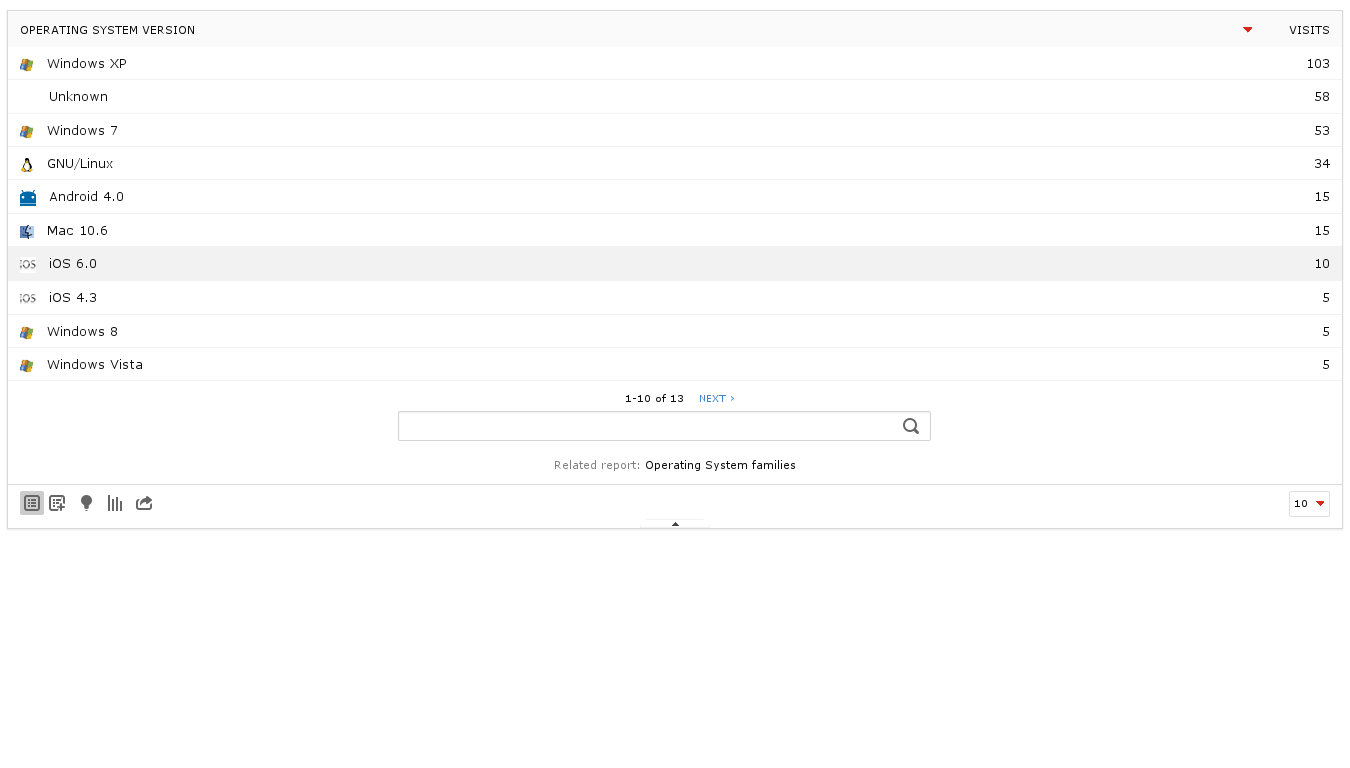 OPERATING SYSTEM VERSION VISITS
Windows XP 103
Unknown 58
Windows 7 53
GNU/Linux 34
Android 4.0 15
Mac 10.6 15
iOS iOS 6.0 10
iOS iOS 4.3 5
Windows 8 5
Windows Vista 5
1-10 of 13 NEXT ›
Related report: Operating System families
10